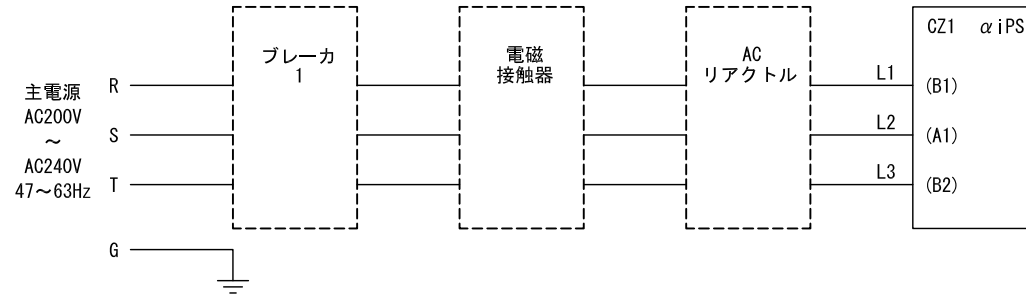 CZ1 αiPS
ブレーカ
1
電磁
接触器
AC
リアクトル
主電源
AC200V
～
AC240V
47～63Hz
R
S
T
G
L1
L2
L3
(B1)
(A1)
(B2)